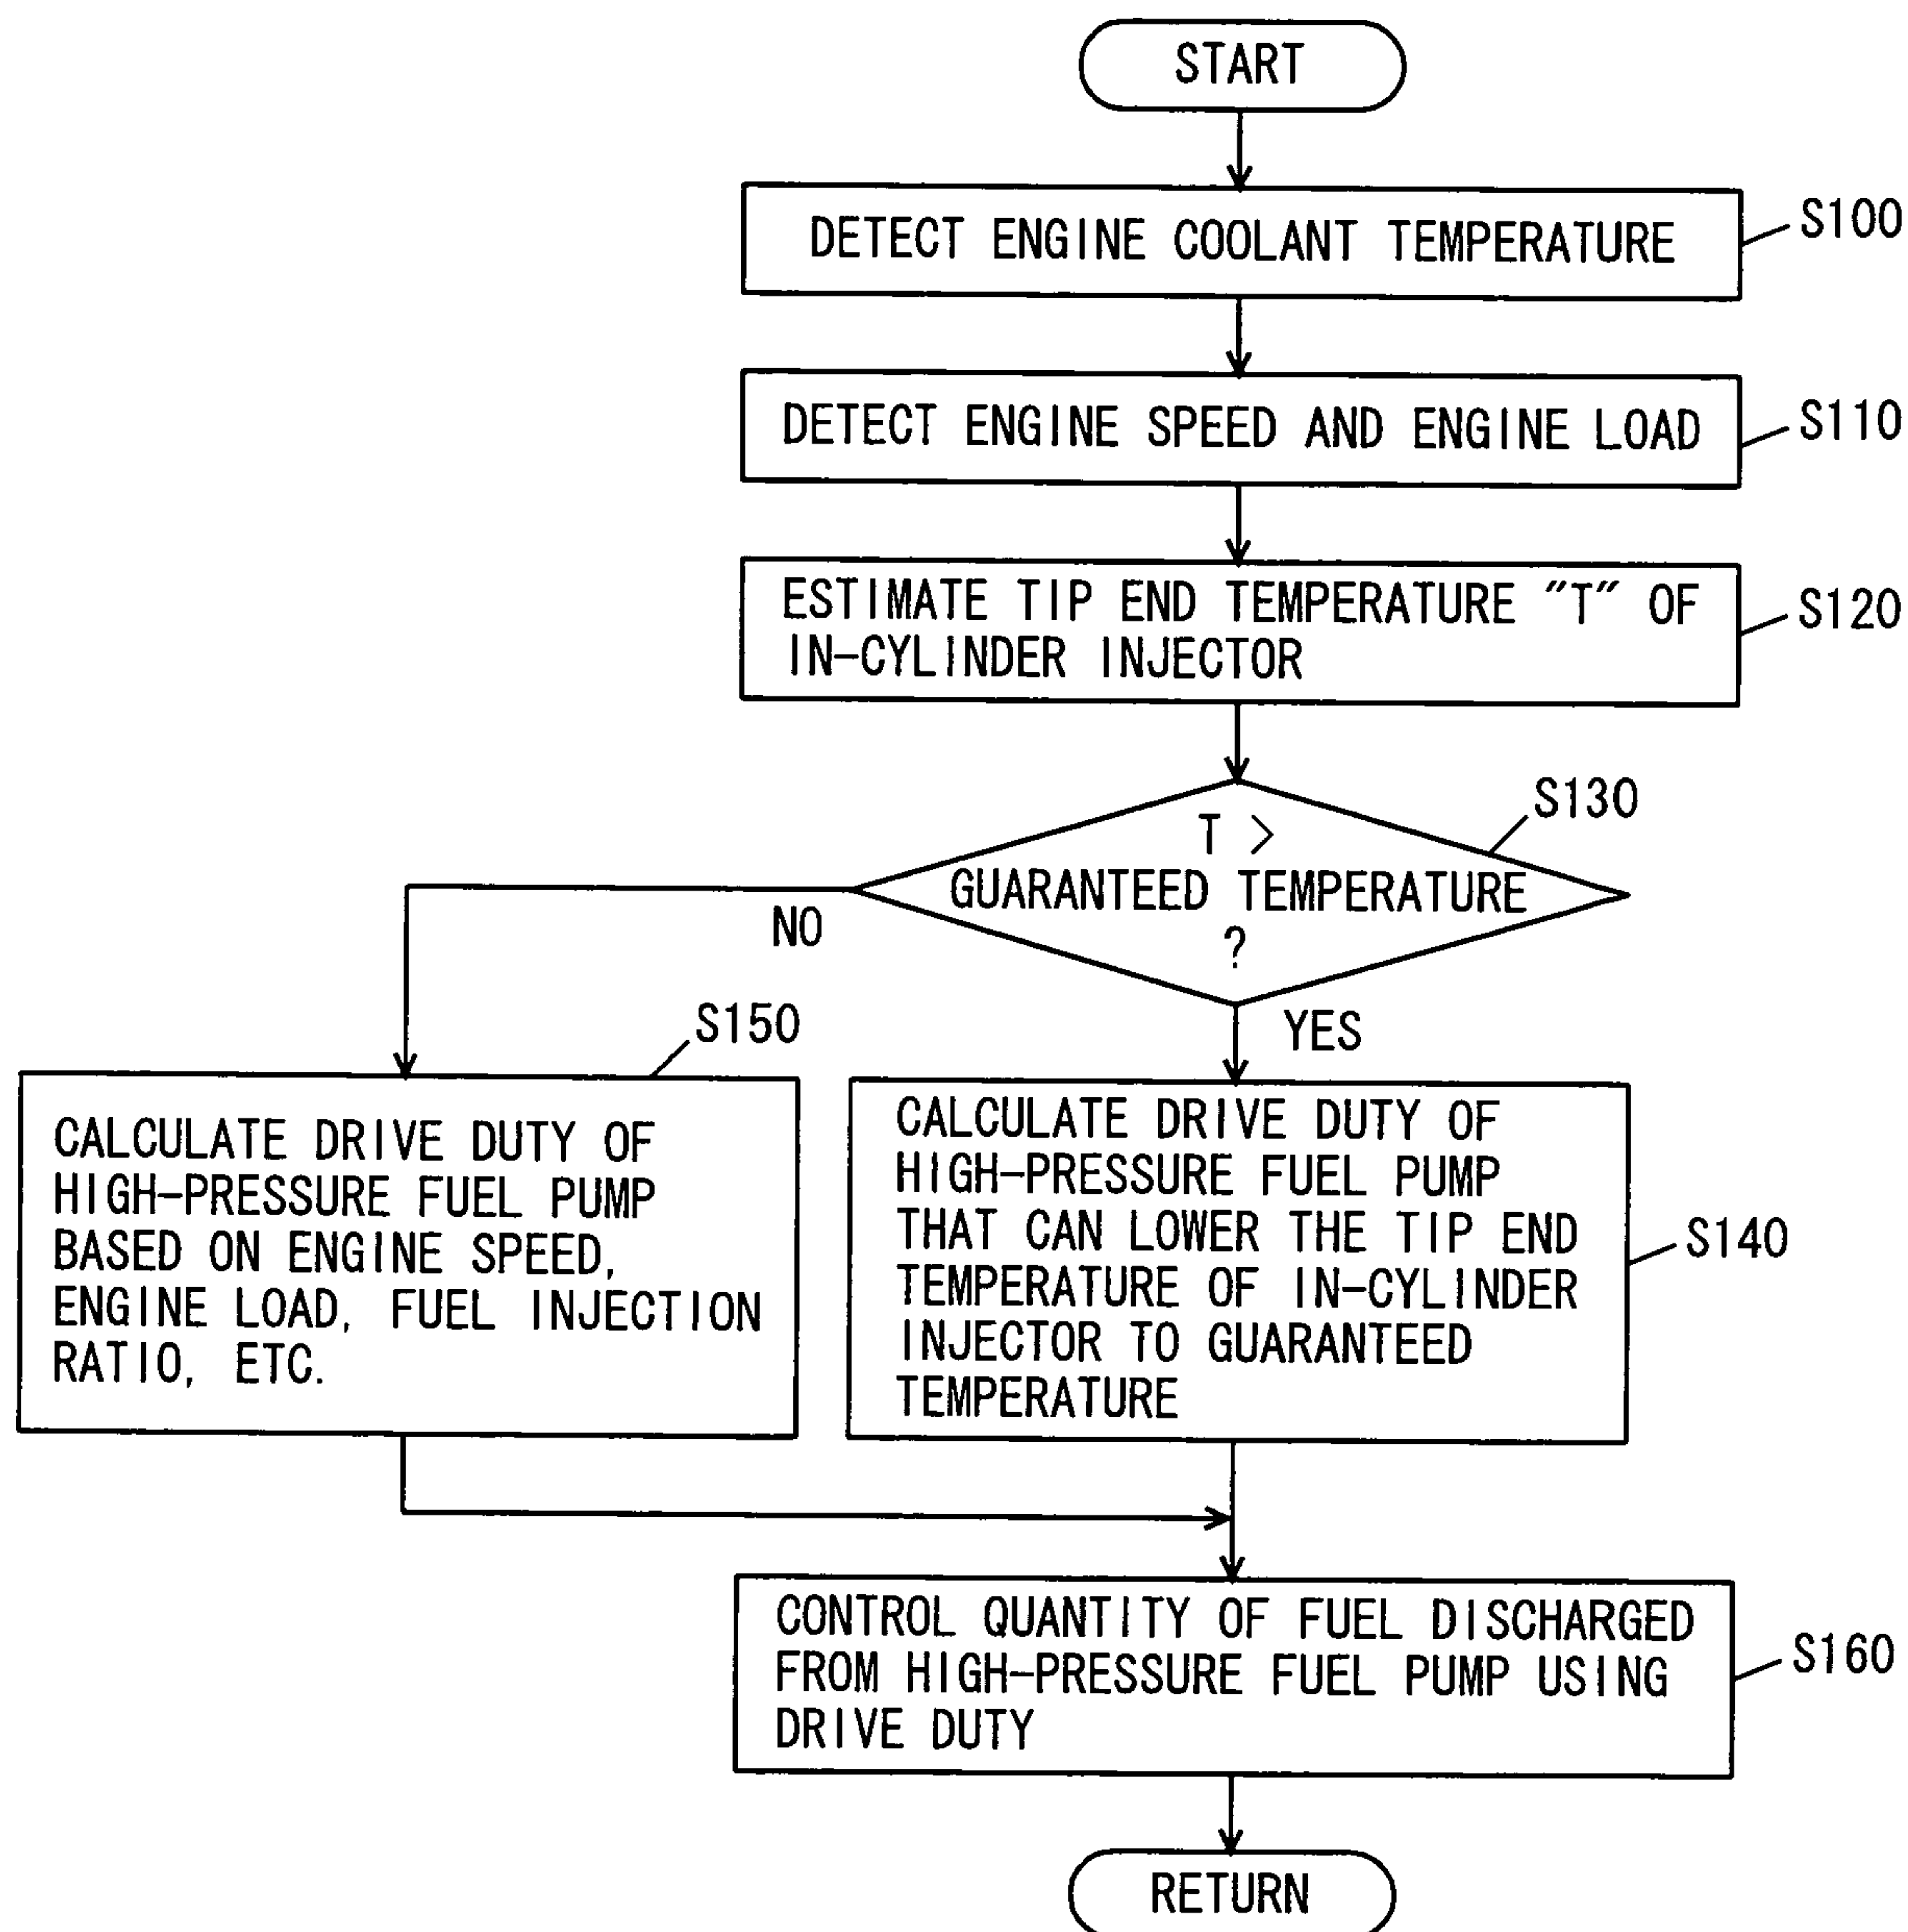 START
DETECT ENGINE COOLANT TEMPERATURE
S100
DETECT ENGINE SPEED AND ENGINE LOAD
S110
ESTIMATE TIP END TEMPERATURE "T" OF
IN-CYLINDER INJECTOR
S120
S130
T >
GUARANTEED TEMPERATURE
?
NO
YES
S150
CALCULATE DRIVE DUTY OF
HIGH-PRESSURE FUEL PUMP
BASED ON ENGINE SPEED,
ENGINE LOAD, FUEL INJECTION
RATIO, ETC.
CALCULATE DRIVE DUTY OF
HIGH-PRESSURE FUEL PUMP
THAT CAN LOWER THE TIP END
TEMPERATURE OF IN-CYLINDER
INJECTOR TO GUARANTEED
TEMPERATURE
S140
CONTROL QUANTITY OF FUEL DISCHARGED
FROM HIGH-PRESSURE FUEL PUMP USING
DRIVE DUTY
S160
RETURN